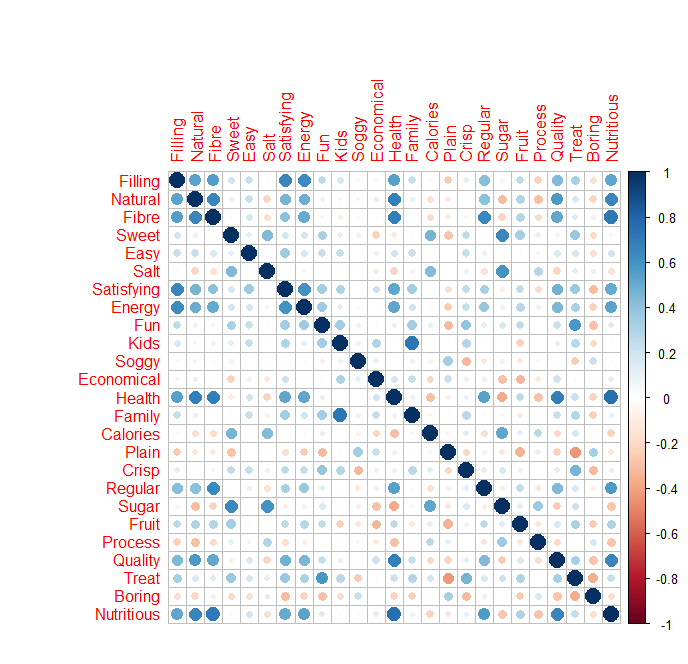 Filling
Natural
Fibre
Sweet
Easy
Salt
Satisfying
Energy
Fun
Kids
Soggy
Economical
Health
Family
Calories
Plain
Crisp
Regular
Sugar
Fruit
Process
Quality
Treat
Boring
Nutritious
Filling
Natural
Fibre
Sweet
Easy
Salt
Satisfying
Energy
Fun
Kids
Soggy
Economical
Health
Family
Calories
Plain
Crisp
Regular
Sugar
Fruit
Process
Quality
Treat
Boring
Nutritious
1
0.8
0.6
0.4
0.2
0
-0.2
-0.4
-0.6
-0.8
-1